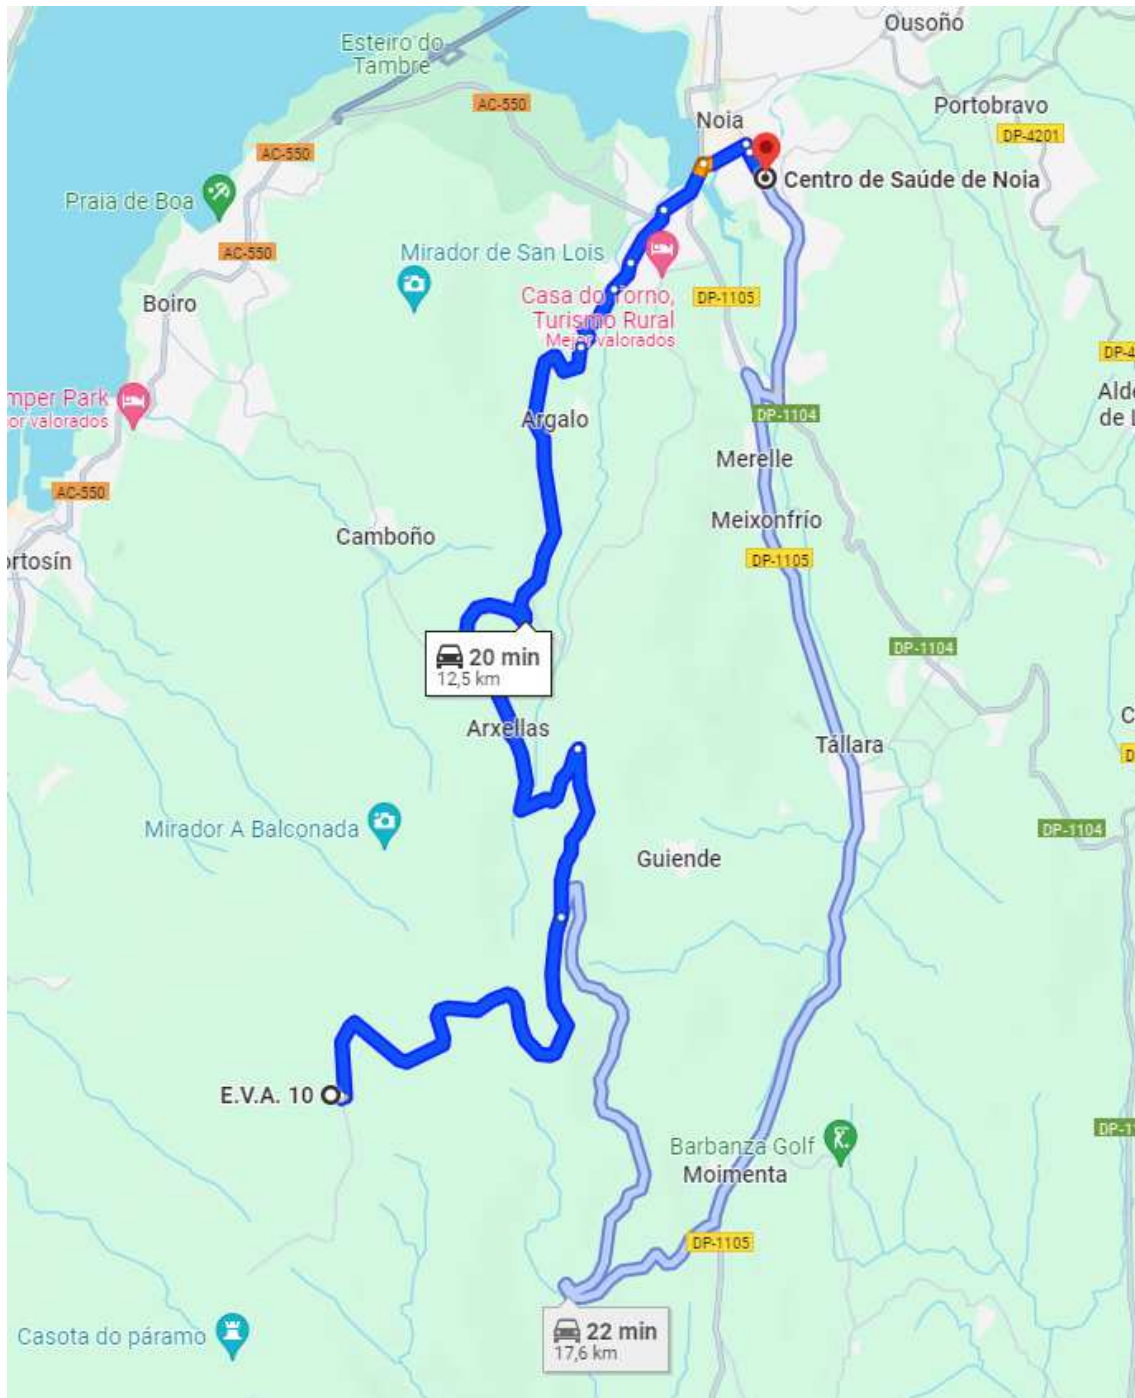 Ousoño
Esteiro do
Tambre
AC-550
Portobravo
Noia
DP-4201
AC-550
Centro de Saúde de Noia
Praia de Boa
AC-550
Mirador de San Lois
Casa do Torno,
Turismo Rural
Mejor valorados
DP-1105
Boiro
DP-4
mper Park
or valorados
Alde
de L
Argalo
DP-1104
Merelle
AC-550
Meixonfrío
Camboño
DP-1105
ortosín
DP-1104
20 min
12,5 km
Arxellas
C
Tállara
D
Mirador A Balconada
DP-1104
Guiende
E.V.A. 10
DP-11
Barbanza Golf
Moimenta
DP-1105
Casota do páramo
22 min
17,6 km